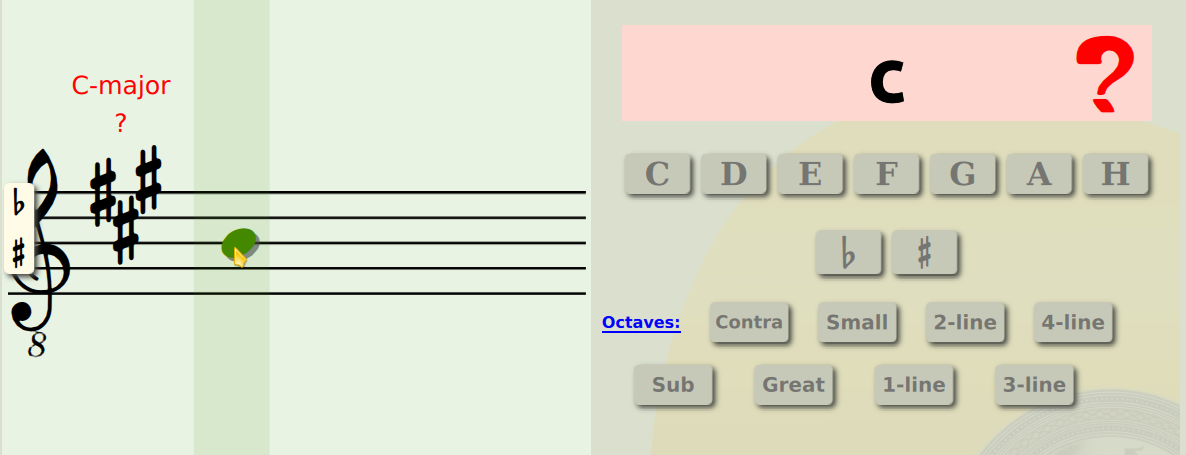 C-major
?
♭
♯
8
c ?
C D E F G A H
♭ ♯
Octaves: Contra Small 2-line 4-line
Sub Great 1-line 3-line